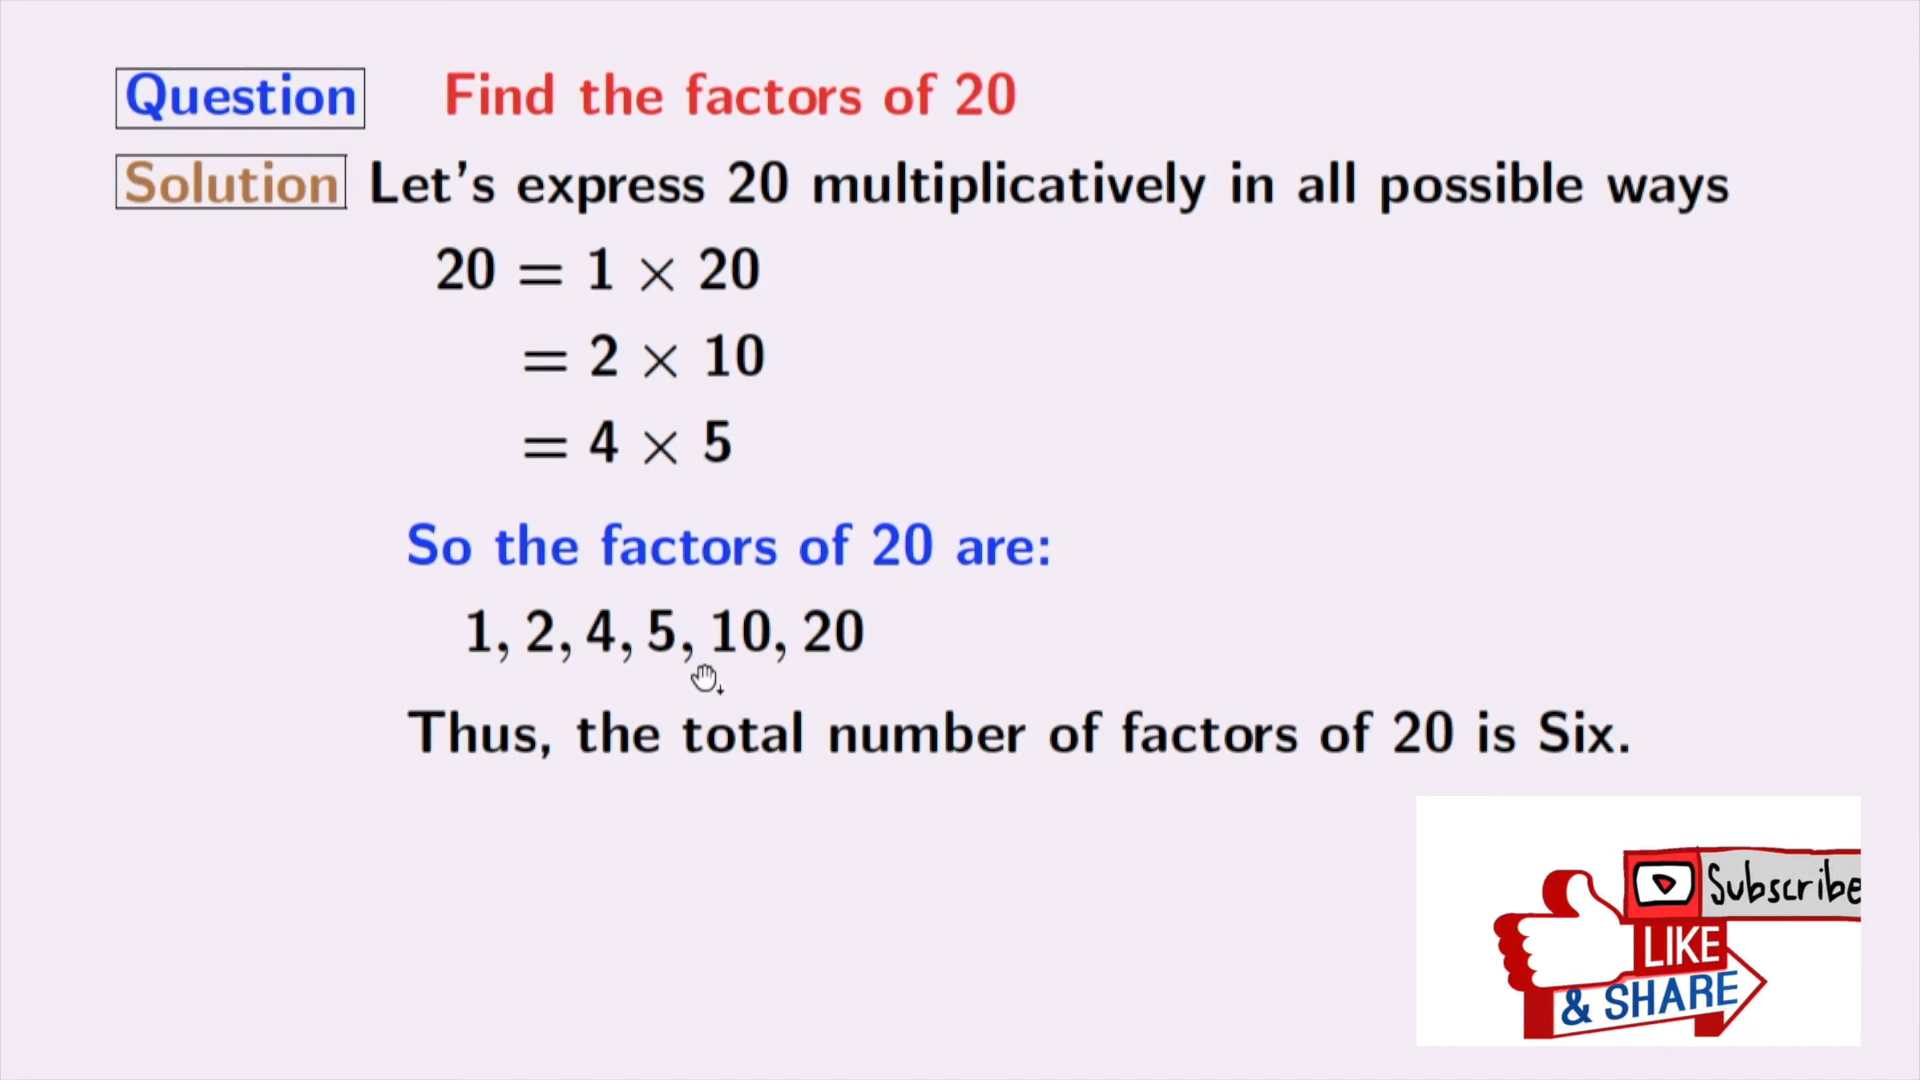 Question Find the factors of 20
Solution Let's express 20 multiplicatively in all possible ways
20 = 1 × 20
= 2 × 10
= 4 × 5
So the factors of 20 are:
1, 2, 4, 5, 10, 20
Thus, the total number of factors of 20 is Six.
Subscribe
LIKE
& SHARE